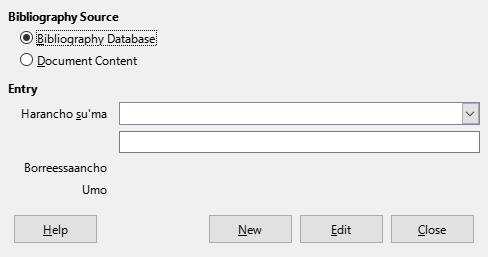 Bibliography Source
Bibliography Database
Document Content
Entry
Harancho su'ma
Borreessaancho
Umo
Help New Edit Close